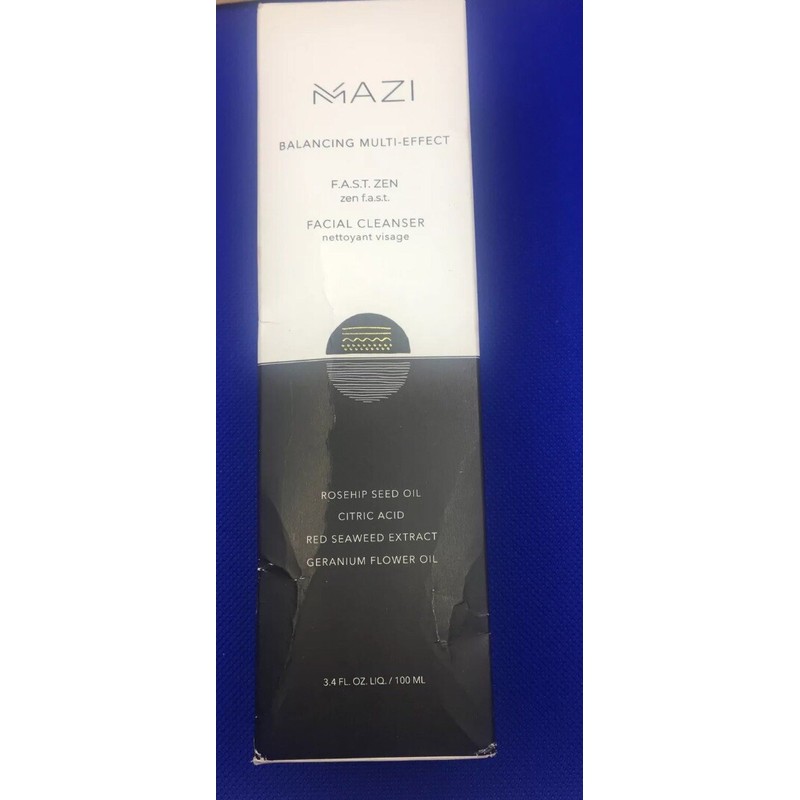 MAZI
BALANCING MULTI-EFFECT
F.A.S.T. ZEN
zen f.a.s.t.
FACIAL CLEANSER
nettoyant visage
ROSEHIP SEED OIL
CITRIC ACID
RED SEAWEED EXTRACT
GERANIUM FLOWER OIL
3.4 FL. OZ. LIQ. / 100 ML